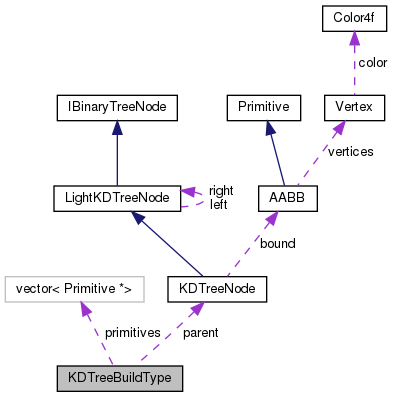 Color4f
color
IBinaryTreeNode
Primitive
Vertex
vertices
LightKDTreeNode
right
left
AABB
bound
vector< Primitive *>
KDTreeNode
primitives
parent
KDTreeBuildType